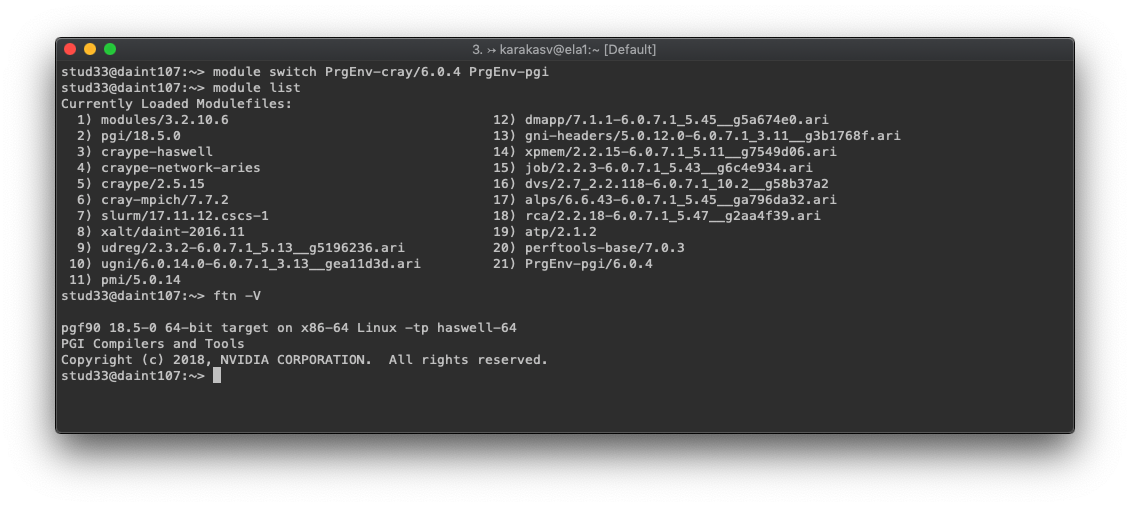 3. ↣ karakasv@ela1:~ [Default]
stud33@daint107:~> module switch PrgEnv-cray/6.0.4 PrgEnv-pgi
stud33@daint107:~> module list
Currently Loaded Modulefiles:
  1) modules/3.2.10.6                                 12) dmapp/7.1.1-6.0.7.1_5.45__g5a674e0.ari
  2) pgi/18.5.0                                       13) gni-headers/5.0.12.0-6.0.7.1_3.11__g3b1768f.ari
  3) craype-haswell                                   14) xpmem/2.2.15-6.0.7.1_5.11__g7549d06.ari
  4) craype-network-aries                             15) job/2.2.3-6.0.7.1_5.43__g6c4e934.ari
  5) craype/2.5.15                                    16) dvs/2.7_2.2.118-6.0.7.1_10.2__g58b37a2
  6) cray-mpich/7.7.2                                 17) alps/6.6.43-6.0.7.1_5.45__ga796da32.ari
  7) slurm/17.11.12.cscs-1                            18) rca/2.2.18-6.0.7.1_5.47__g2aa4f39.ari
  8) xalt/daint-2016.11                               19) atp/2.1.2
  9) udreg/2.3.2-6.0.7.1_5.13__g5196236.ari           20) perftools-base/7.0.3
 10) ugni/6.0.14.0-6.0.7.1_3.13__gea11d3d.ari         21) PrgEnv-pgi/6.0.4
 11) pmi/5.0.14
stud33@daint107:~> ftn -V
pgf90 18.5-0 64-bit target on x86-64 Linux -tp haswell-64
PGI Compilers and Tools
Copyright (c) 2018, NVIDIA CORPORATION.  All rights reserved.
stud33@daint107:~>